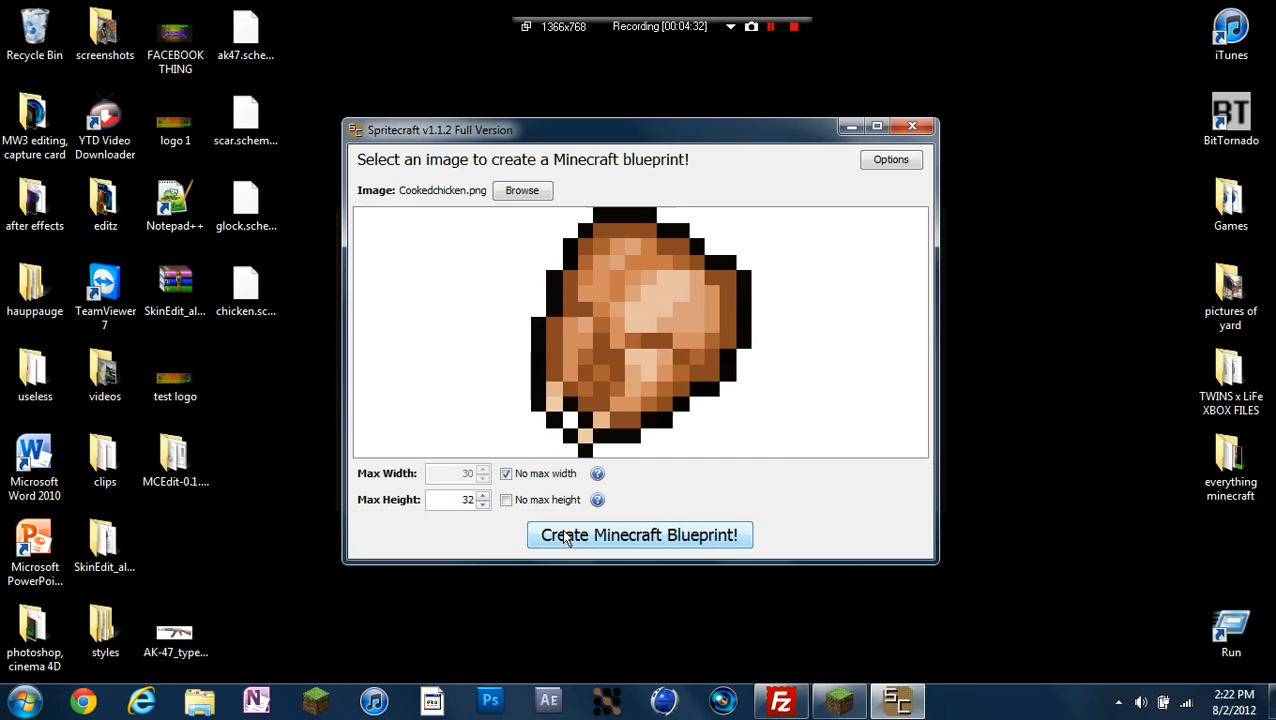 1366x768
Recording [00:04:32]
Recycle Bin
screenshots
FACEBOOK
THING
ak47.sche...
iTunes
MW3 editing,
capture card
YTD Video
Downloader
logo 1
scar.schem...
BitTornado
after effects
editz
Notepad++
glock.sche...
Games
hauppauge
TeamViewer
7
SkinEdit_al...
chicken.sc...
pictures of
yard
useless
videos
test logo
TWINS x LiFe
XBOX FILES
Microsoft
Word 2010
clips
MCEdit-0.1....
everything
minecraft
Microsoft
PowerPoi...
SkinEdit_al...
photoshop,
cinema 4D
styles
AK-47_type...
Run
Spritecraft v1.1.2 Full Version
Select an image to create a Minecraft blueprint!
Options
Image: Cookedchicken.png
Browse
Max Width: 30
No max width
Max Height: 32
No max height
Create Minecraft Blueprint!
BT
Ps
AE
Fz
SC
2:22 PM
8/2/2012